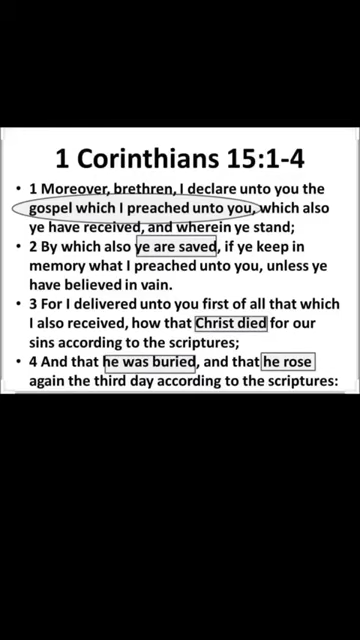 1 Corinthians 15:1-4
• 1 Moreover, brethren, I declare unto you the
gospel which I preached unto you, which also
ye have received, and wherein ye stand;
• 2 By which also ye are saved, if ye keep in
memory what I preached unto you, unless ye
have believed in vain.
• 3 For I delivered unto you first of all that which
I also received, how that Christ died for our
sins according to the scriptures;
• 4 And that he was buried, and that he rose
again the third day according to the scriptures: